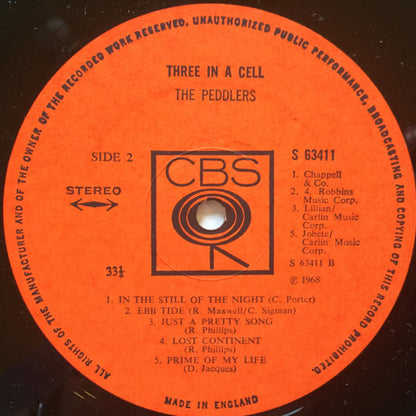 ALL RIGHTS OF THE MANUFACTURER AND OF THE OWNER OF THE RECORDED WORK RESERVED. UNAUTHORIZED PUBLIC PERFORMANCE, BROADCASTING AND COPYING OF THIS RECORD PROHIBITED.
THREE IN A CELL
THE PEDDLERS
SIDE 2
STEREO
33⅓
CBS
S 63411
1. Chappell
& Co.
2. 4. Robbins
Music Corp.
3. Lillian/
Carlin Music
Corp.
5. Jobete/
Carlin Music
Corp.
S 63411 B
℗ 1968
1. IN THE STILL OF THE NIGHT (C. Porter)
2. EBB TIDE (R. Maxwell/C. Sigman)
3. JUST A PRETTY SONG
(R. Phillips)
4. LOST CONTINENT
(R. Phillips)
5. PRIME OF MY LIFE
(D. Jacques)
MADE IN ENGLAND